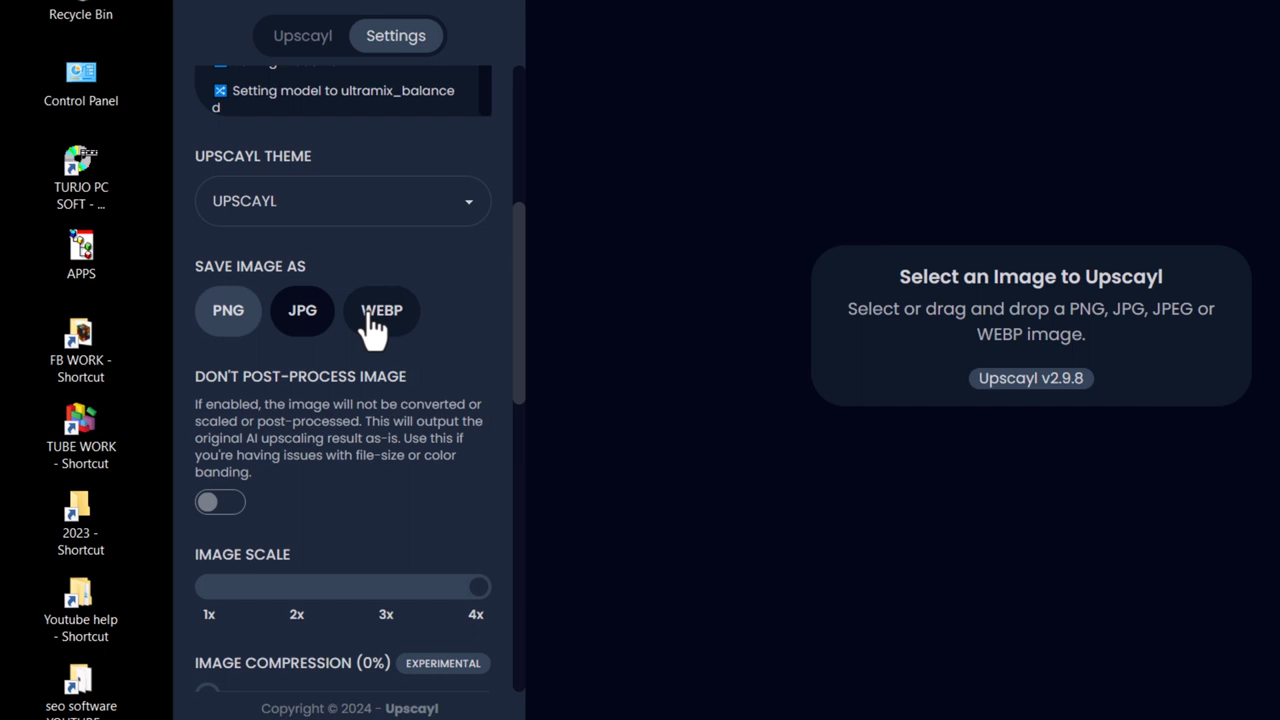 Recycle Bin
Control Panel
TURJO PC
SOFT - ...
APPS
FB WORK -
Shortcut
TUBE WORK
- Shortcut
2023 -
Shortcut
Youtube help
- Shortcut
seo software
Upscayl
Settings
Setting model to ultramix_balance
d
UPSCAYL THEME
UPSCAYL
SAVE IMAGE AS
PNG
JPG
WEBP
DON'T POST-PROCESS IMAGE
If enabled, the image will not be converted or
scaled or post-processed. This will output the
original AI upscaling result as-is. Use this if
you're having issues with file-size or color
banding.
IMAGE SCALE
1x
2x
3x
4x
IMAGE COMPRESSION (0%)
EXPERIMENTAL
Copyright © 2024 - Upscayl
Select an Image to Upscayl
Select or drag and drop a PNG, JPG, JPEG or
WEBP image.
Upscayl v2.9.8